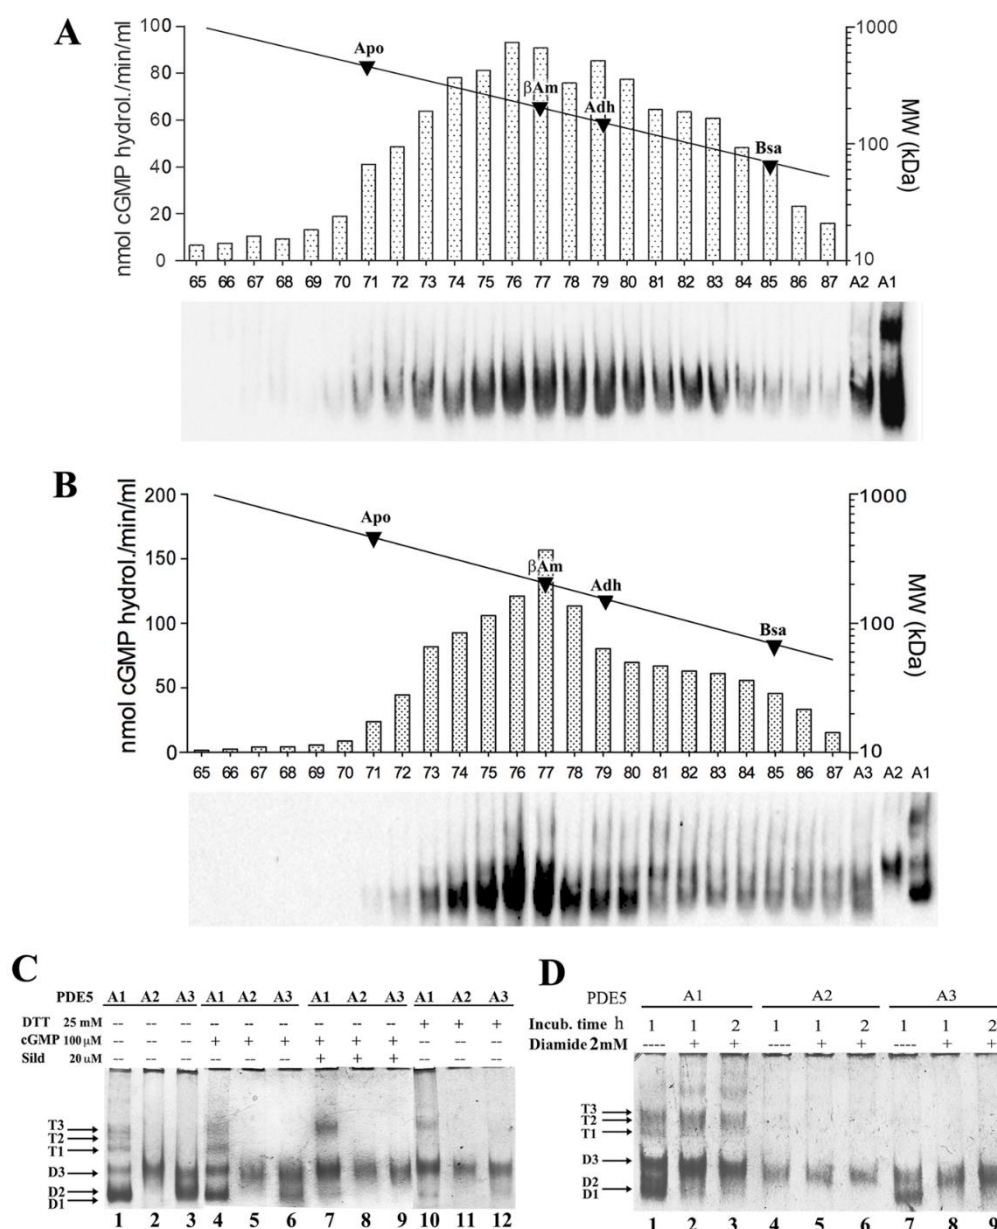 A
nmol cGMP hydrol./min/ml
100
80
60
40
20
0
Apo
βAm
Adh
Bsa
1000
100
10
MW (kDa)
65 66 67 68 69 70 71 72 73 74 75 76 77 78 79 80 81 82 83 84 85 86 87 A2 A1
B
nmol cGMP hydrol./min/ml
200
150
100
50
0
Apo
βAm
Adh
Bsa
1000
100
10
MW (kDa)
65 66 67 68 69 70 71 72 73 74 75 76 77 78 79 80 81 82 83 84 85 86 87 A3 A2 A1
C
PDE5 A1 A2 A3 A1 A2 A3 A1 A2 A3 A1 A2 A3
DTT 25 mM -- -- -- -- -- -- -- -- -- + + +
cGMP 100 µM -- -- -- + + + + + + -- -- --
Sild 20 uM -- -- -- -- -- -- + + + -- -- --
T3
T2
T1
D3
D2
D1
1 2 3 4 5 6 7 8 9 10 11 12
D
PDE5 A1 A2 A3
Incub. time h 1 1 2 1 1 2 1 1 2
Diamide 2mM ---- + + ---- + + ---- + +
T3
T2
T1
D3
D2
D1
1 2 3 4 5 6 7 8 9